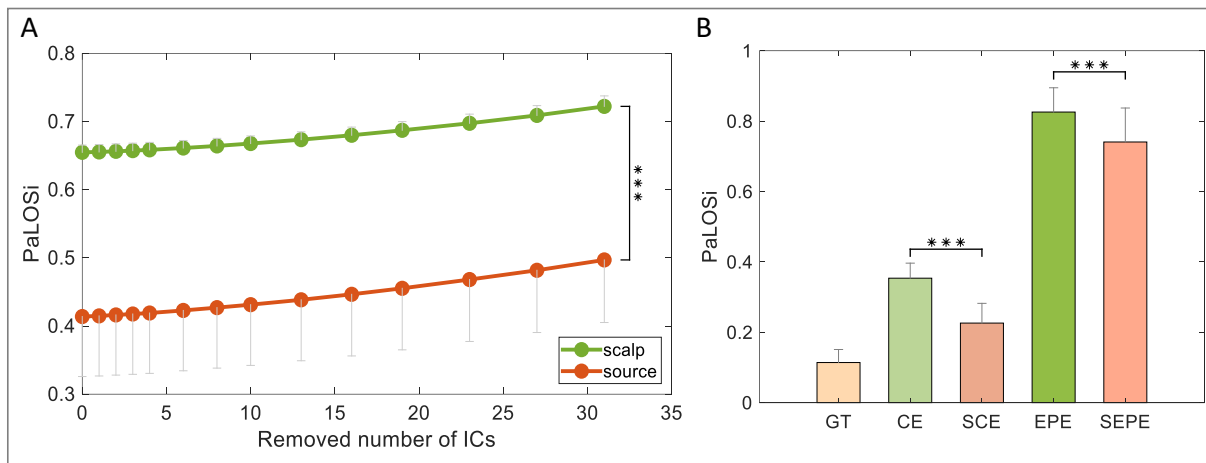 A
PaLOSi
0.8
0.7
0.6
0.5
0.4
0.3
0 5 10 15 20 25 30 35
Removed number of ICs
***
scalp
source
B
PaLOSi
1
0.8
0.6
0.4
0.2
0
*** ***
GT CE SCE EPE SEPE